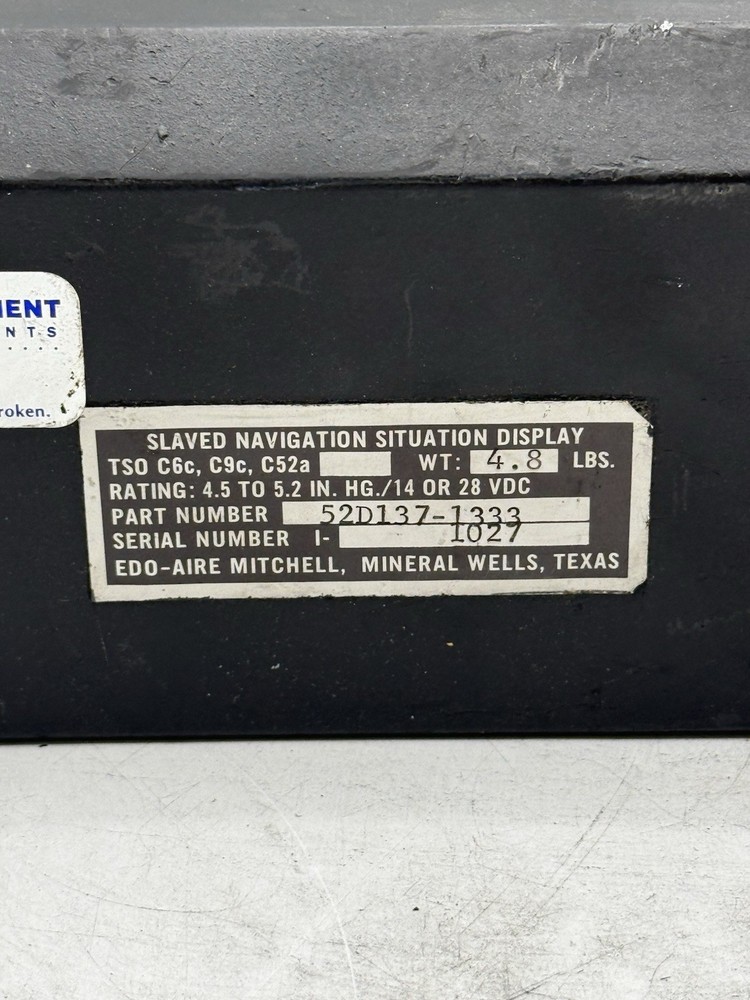 MENT
NTS
roken.
SLAVED NAVIGATION SITUATION DISPLAY
TSO C6c, C9c, C52a WT: 4.8 LBS.
RATING: 4.5 TO 5.2 IN. HG./14 OR 28 VDC
PART NUMBER 52D137-1333
SERIAL NUMBER I- 1027
EDO-AIRE MITCHELL, MINERAL WELLS, TEXAS